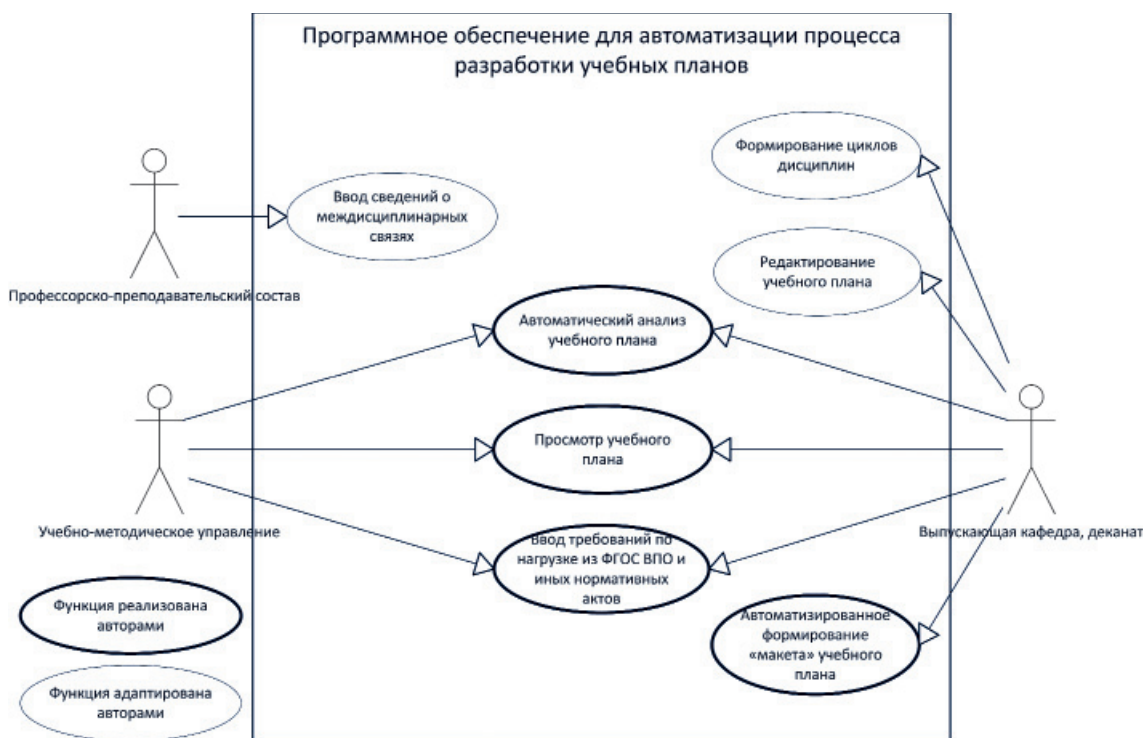 Программное обеспечение для автоматизации процесса
разработки учебных планов
Формирование циклов
дисциплин
Ввод сведений о
междисциплинарных
связях
Редактирование
учебного плана
Профессорско-преподавательский состав
Автоматический анализ
учебного плана
Просмотр учебного
плана
Учебно-методическое управление
Выпускающая кафедра, деканат
Ввод требований по
нагрузке из ФГОС ВПО и
иных нормативных
актов
Функция реализована
авторами
Автоматизированное
формирование
«макета» учебного
плана
Функция адаптирована
авторами